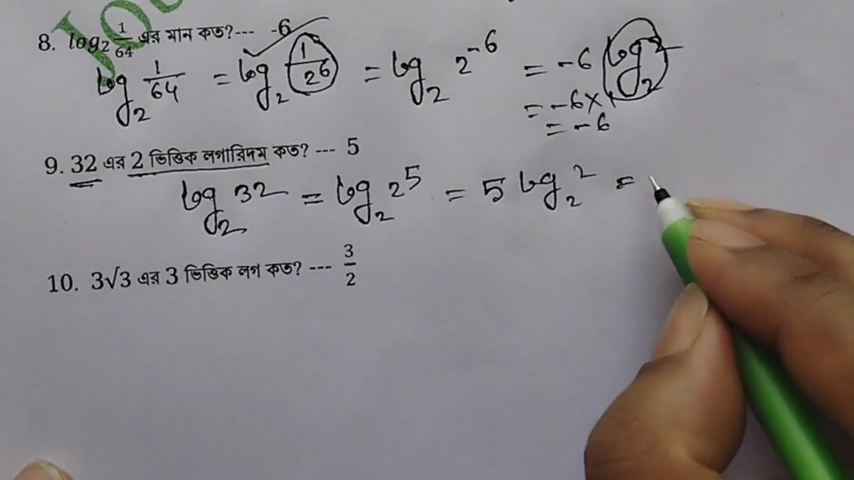 8. log₂ 1/64 এর মান কত?--- -6
log₂ 1/64 = log₂ 1/2⁶ = log₂ 2⁻⁶ = -6 log₂ 2
= -6×1
= -6
9. 32 এর 2 ভিত্তিক লগারিদম কত? --- 5
log₂ 32 = log₂ 2⁵ = 5 log₂ 2 =
10. 3√3 এর 3 ভিত্তিক লগ কত? --- 3/2